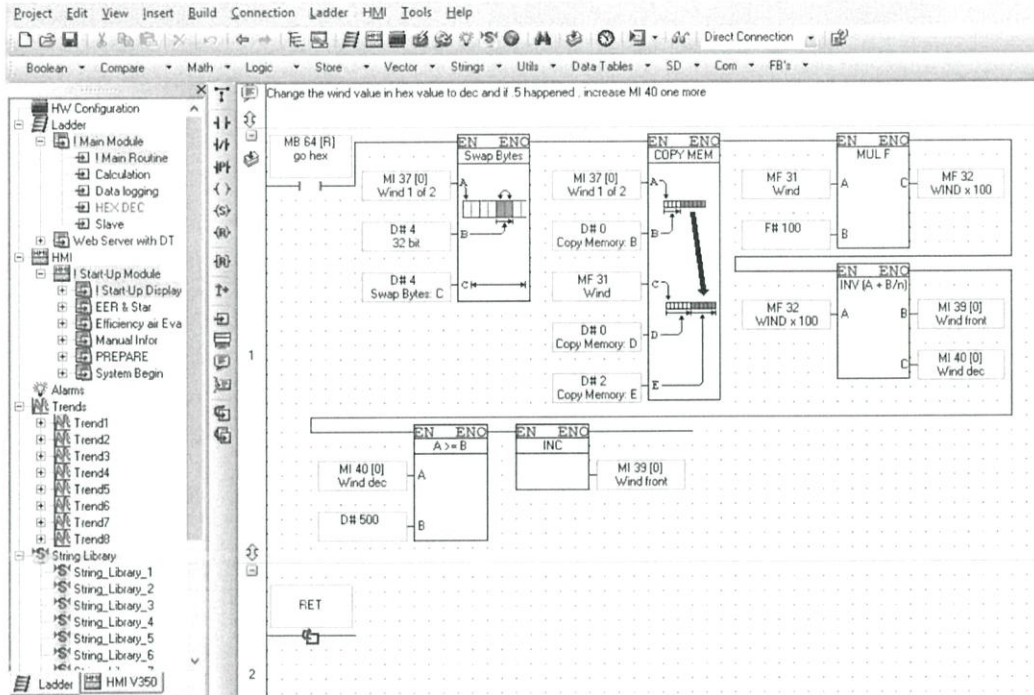 Project Edit View Insert Build Connection Ladder HMI Tools Help
Direct Connection
Boolean Compare Math Logic Store Vector Strings Utils Data Tables SD Com FB's
HW Configuration
Ladder
! Main Module
! Main Routine
Calculation
Data logging
HEX DEC
Slave
Web Server with DT
HMI
! Start-Up Module
! Start-Up Display
EER & Star
Efficiency air Eva
Manual Infor
PREPARE
System Begin
Alarms
Trends
Trend1
Trend2
Trend3
Trend4
Trend5
Trend6
Trend7
Trend8
String Library
String_Library_1
String_Library_2
String_Library_3
String_Library_4
String_Library_5
String_Library_6
Ladder HMI V350
Change the wind value in hex value to dec and if .5 happened . increase MI 40 one more
1
MB 64 [R]
go hex
EN ENO
Swap Bytes
MI 37 [0]
Wind 1 of 2
A
D# 4
32 bit
B
D# 4
Swap Bytes: C
C
EN ENO
COPY MEM
MI 37 [0]
Wind 1 of 2
A
D# 0
Copy Memory: B
B
MF 31
Wind
C
D# 0
Copy Memory: D
D
D# 2
Copy Memory: E
E
EN ENO
MUL F
MF 31
Wind
A
F# 100
B
C
MF 32
WIND x 100
EN ENO
INV (A + B/n)
MF 32
WIND x 100
A
B
MI 39 [0]
Wind front
C
MI 40 [0]
Wind dec
EN ENO
A >= B
MI 40 [0]
Wind dec
A
D# 500
B
EN ENO
INC
MI 39 [0]
Wind front
RET
2